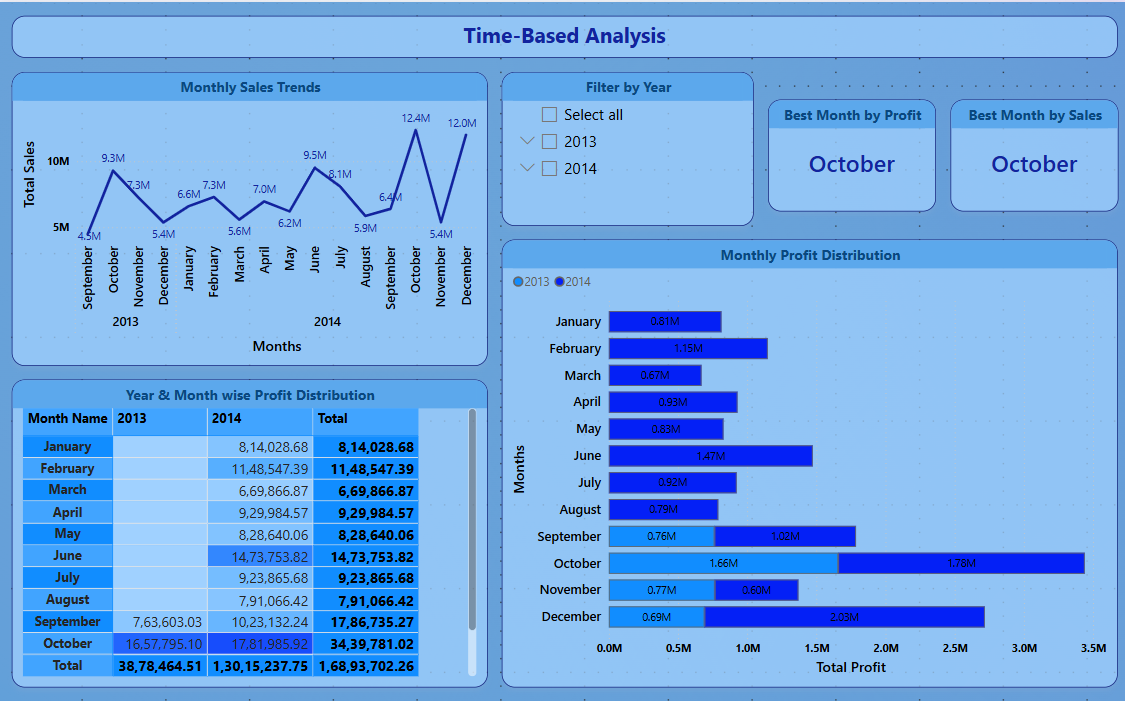 Time-Based Analysis
Monthly Sales Trends
Total Sales
10M
5M
4.5M
9.3M
7.3M
5.4M
6.6M
7.3M
5.6M
7.0M
6.2M
9.5M
8.1M
5.9M
6.4M
12.4M
5.4M
12.0M
September
October
November
December
January
February
March
April
May
June
July
August
September
October
November
December
2013 2014
Months
Filter by Year
Select all
2013
2014
Best Month by Profit
October
Best Month by Sales
October
Year & Month wise Profit Distribution
Month Name 2013 2014 Total
January 8,14,028.68 8,14,028.68
February 11,48,547.39 11,48,547.39
March 6,69,866.87 6,69,866.87
April 9,29,984.57 9,29,984.57
May 8,28,640.06 8,28,640.06
June 14,73,753.82 14,73,753.82
July 9,23,865.68 9,23,865.68
August 7,91,066.42 7,91,066.42
September 7,63,603.03 10,23,132.24 17,86,735.27
October 16,57,795.10 17,81,985.92 34,39,781.02
Total 38,78,464.51 1,30,15,237.75 1,68,93,702.26
Monthly Profit Distribution
2013 2014
Months
January 0.81M
February 1.15M
March 0.67M
April 0.93M
May 0.83M
June 1.47M
July 0.92M
August 0.79M
September 0.76M 1.02M
October 1.66M 1.78M
November 0.77M 0.60M
December 0.69M 2.03M
0.0M 0.5M 1.0M 1.5M 2.0M 2.5M 3.0M 3.5M
Total Profit